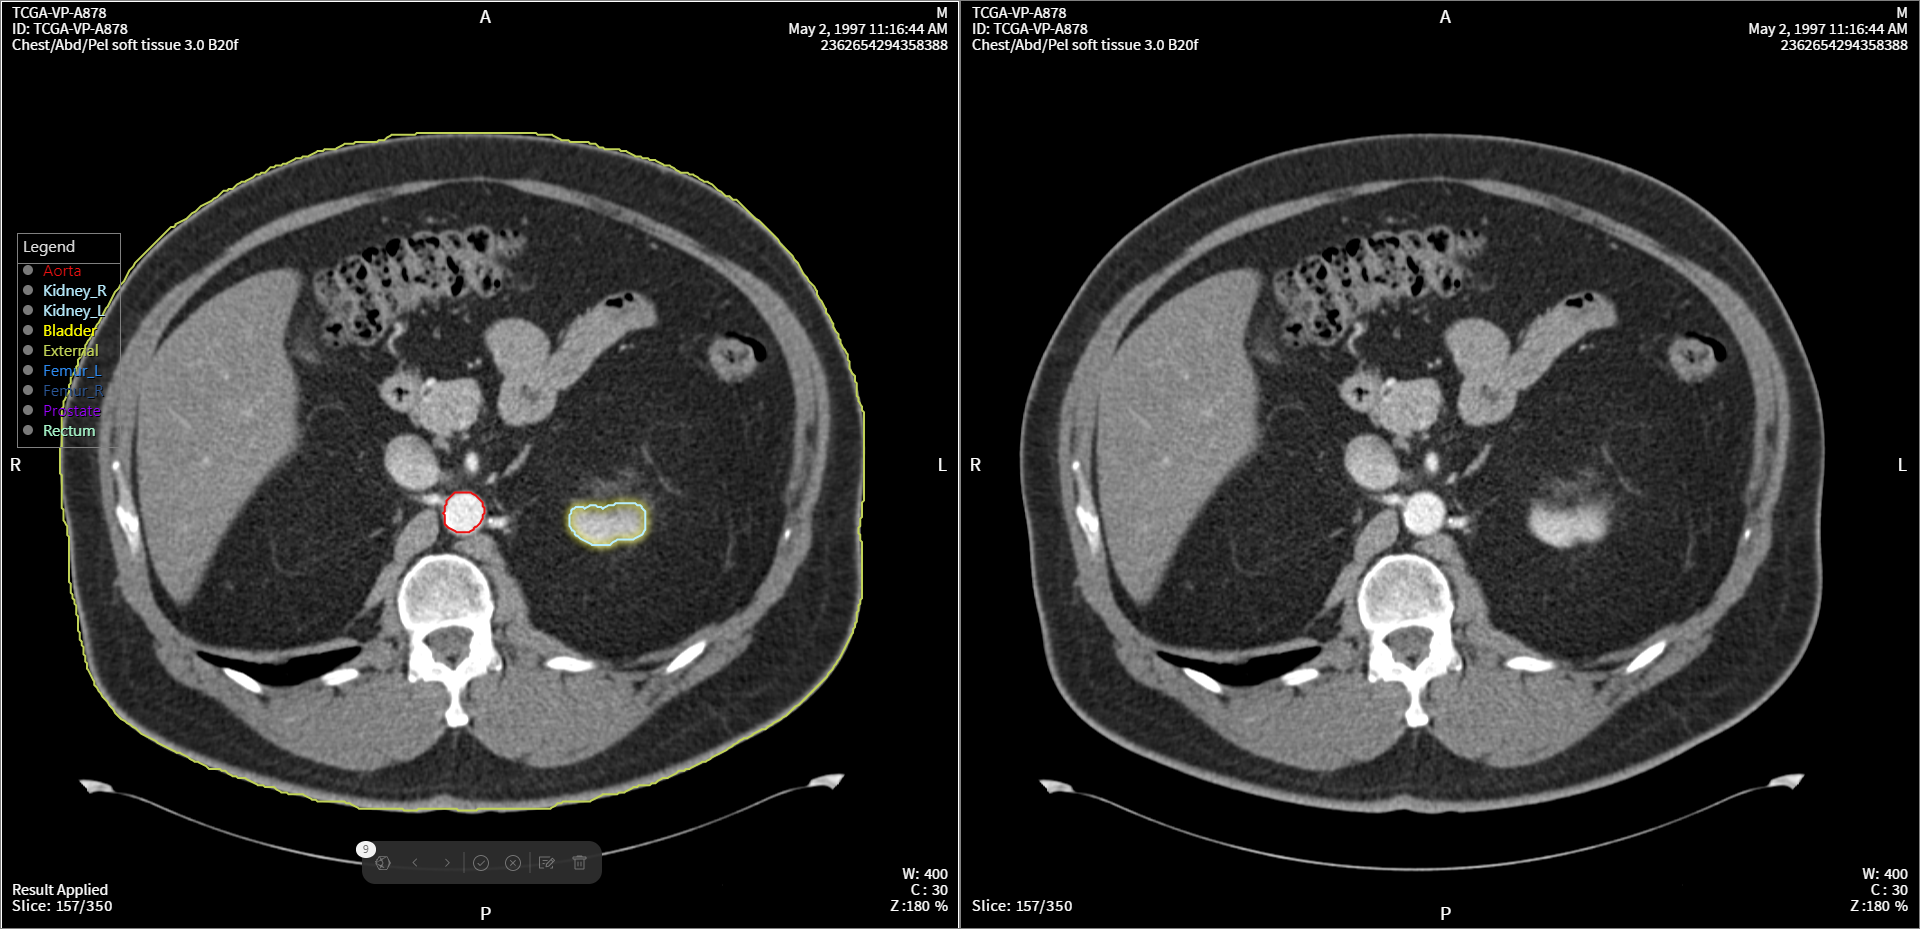 TCGA-VP-A878
ID: TCGA-VP-A878
Chest/Abd/Pel soft tissue 3.0 B20f
A
M
May 2, 1997 11:16:44 AM
2362654294358388
Legend
Aorta
Kidney_R
Kidney_L
Bladder
External
Femur_L
Femur_R
Prostate
Rectum
R
L
9
Result Applied
Slice: 157/350
P
W: 400
C: 30
Z:180 %
TCGA-VP-A878
ID: TCGA-VP-A878
Chest/Abd/Pel soft tissue 3.0 B20f
A
M
May 2, 1997 11:16:44 AM
2362654294358388
R
L
Slice: 157/350
P
W: 400
C: 30
Z:180 %